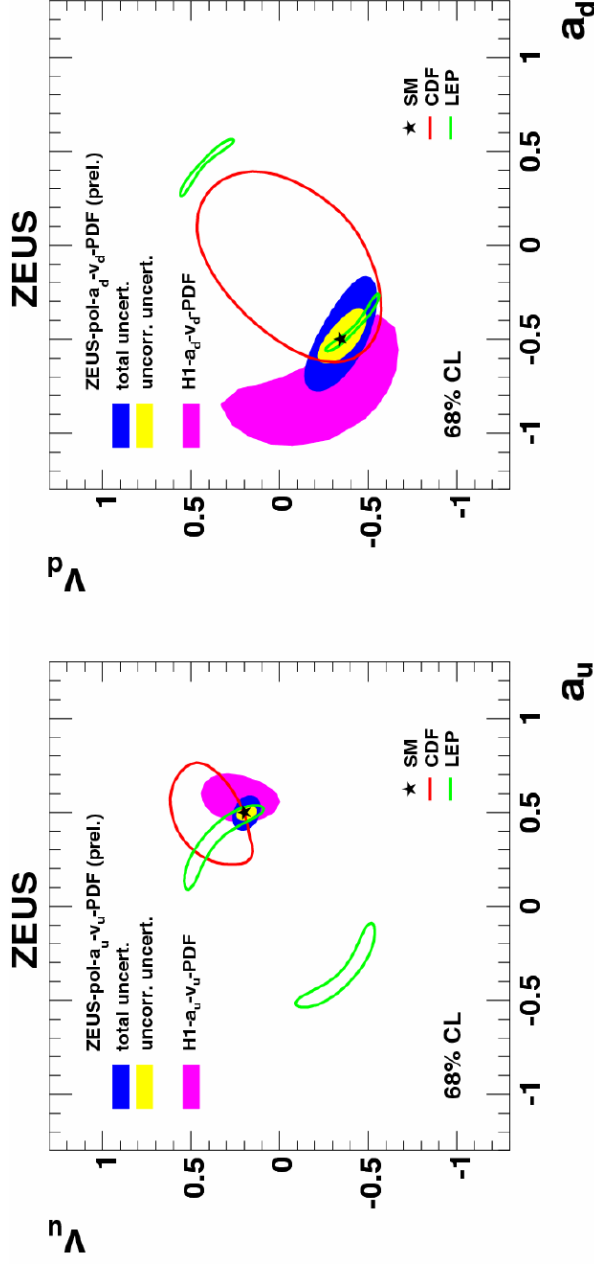 ZEUS
v_u
1
0.5
0
-0.5
-1
ZEUS-pol-a_u-v_u-PDF (prel.)
total uncert.
uncorr. uncert.
H1-a_u-v_u-PDF
68% CL
SM
CDF
LEP
-1 -0.5 0 0.5 1
a_u
ZEUS
v_d
1
0.5
0
-0.5
-1
ZEUS-pol-a_d-v_d-PDF (prel.)
total uncert.
uncorr. uncert.
H1-a_d-v_d-PDF
68% CL
SM
CDF
LEP
-1 -0.5 0 0.5 1
a_d